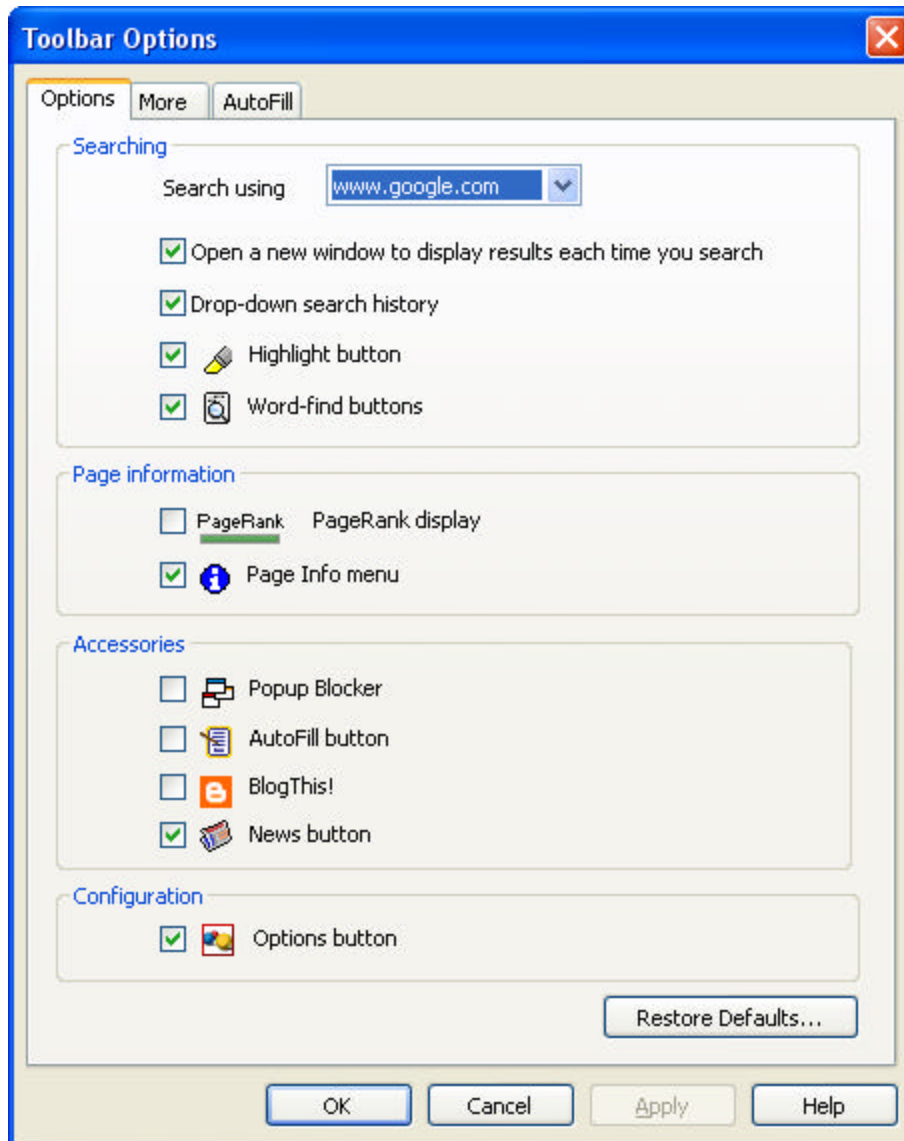 Toolbar Options
Options More AutoFill
Searching
Search using www.google.com
Open a new window to display results each time you search
Drop-down search history
Highlight button
Word-find buttons
Page information
PageRank PageRank display
Page Info menu
Accessories
Popup Blocker
AutoFill button
BlogThis!
News button
Configuration
Options button
Restore Defaults...
OK Cancel Apply Help